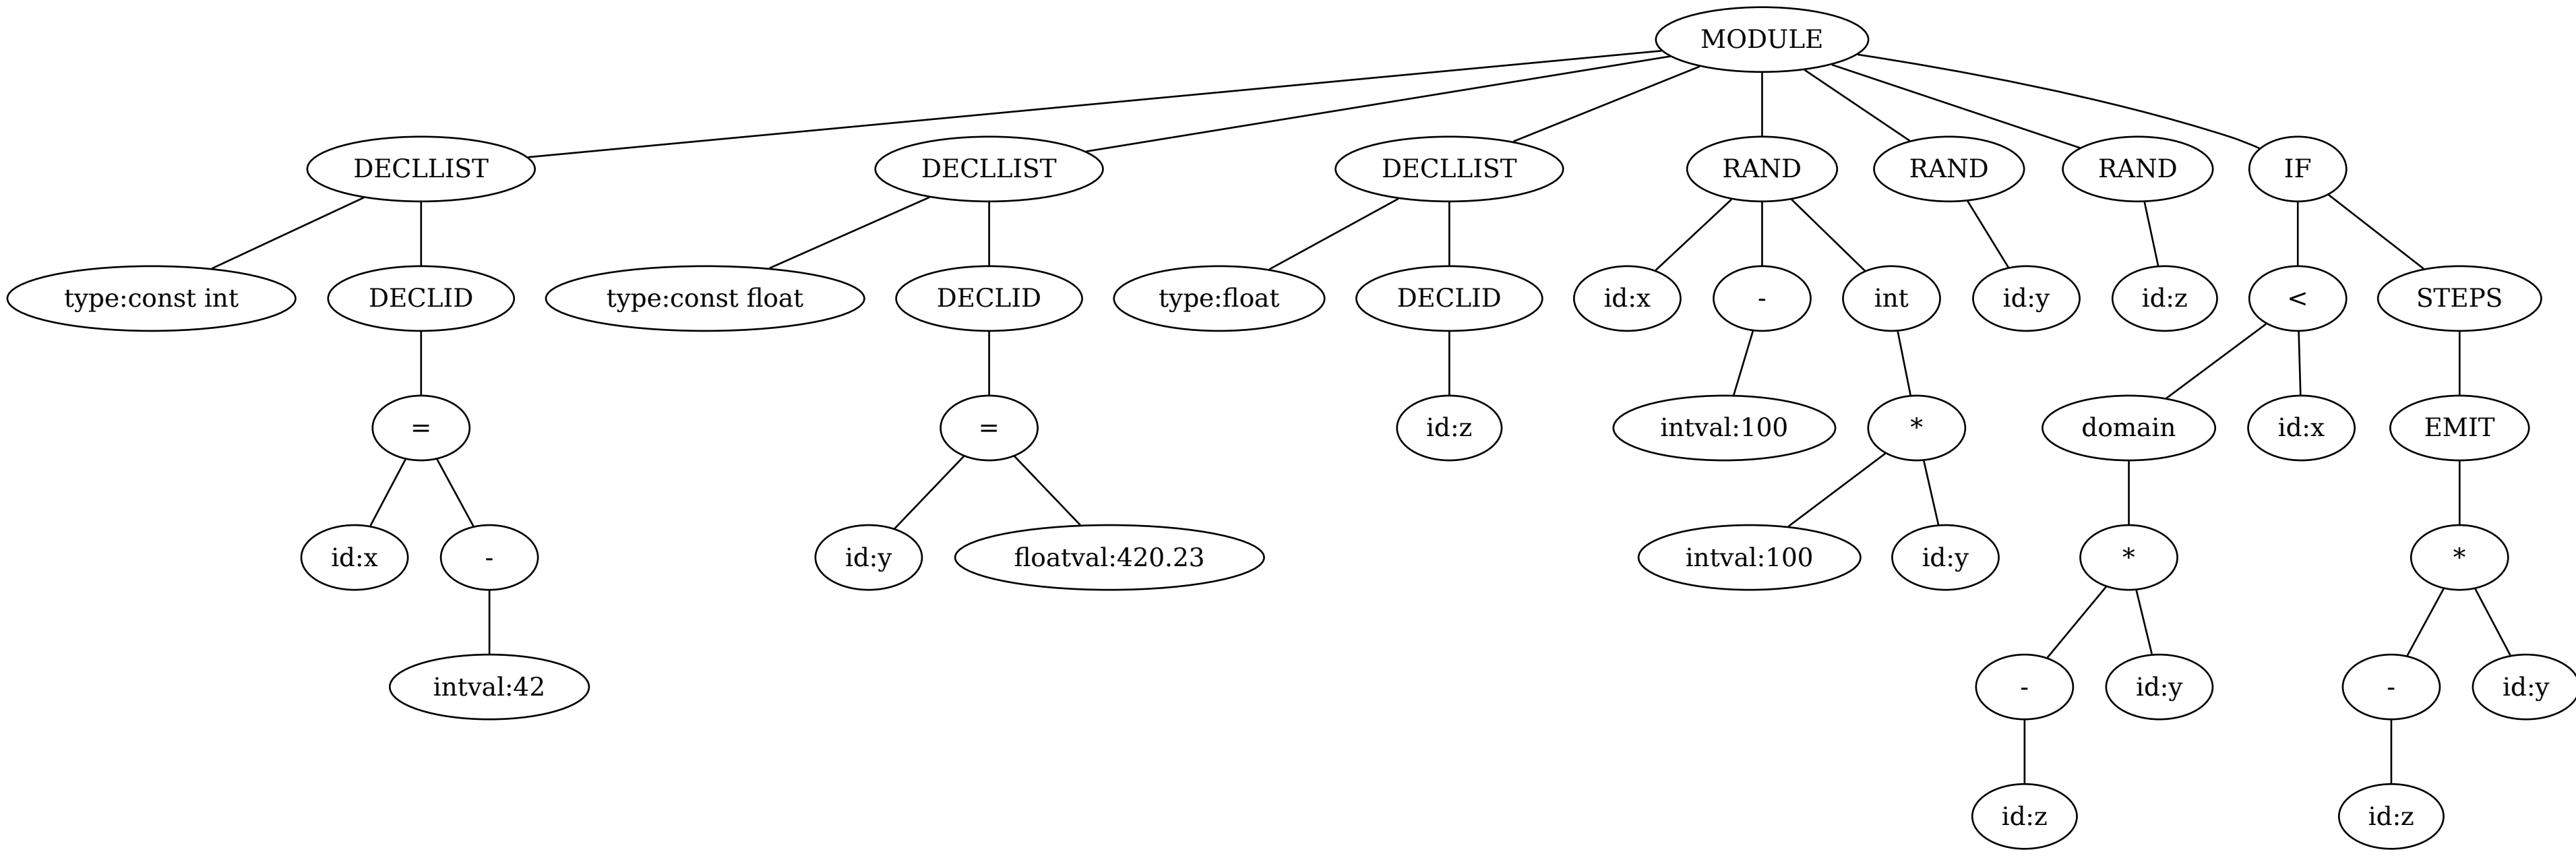 MODULE
DECLLIST DECLLIST DECLLIST RAND RAND RAND IF
type:const int DECLID type:const float DECLID type:float DECLID id:x - int id:y id:z < STEPS
= = id:z intval:100 * domain id:x EMIT
id:x - id:y floatval:420.23 intval:100 id:y * *
intval:42 - id:y - id:y
id:z id:z